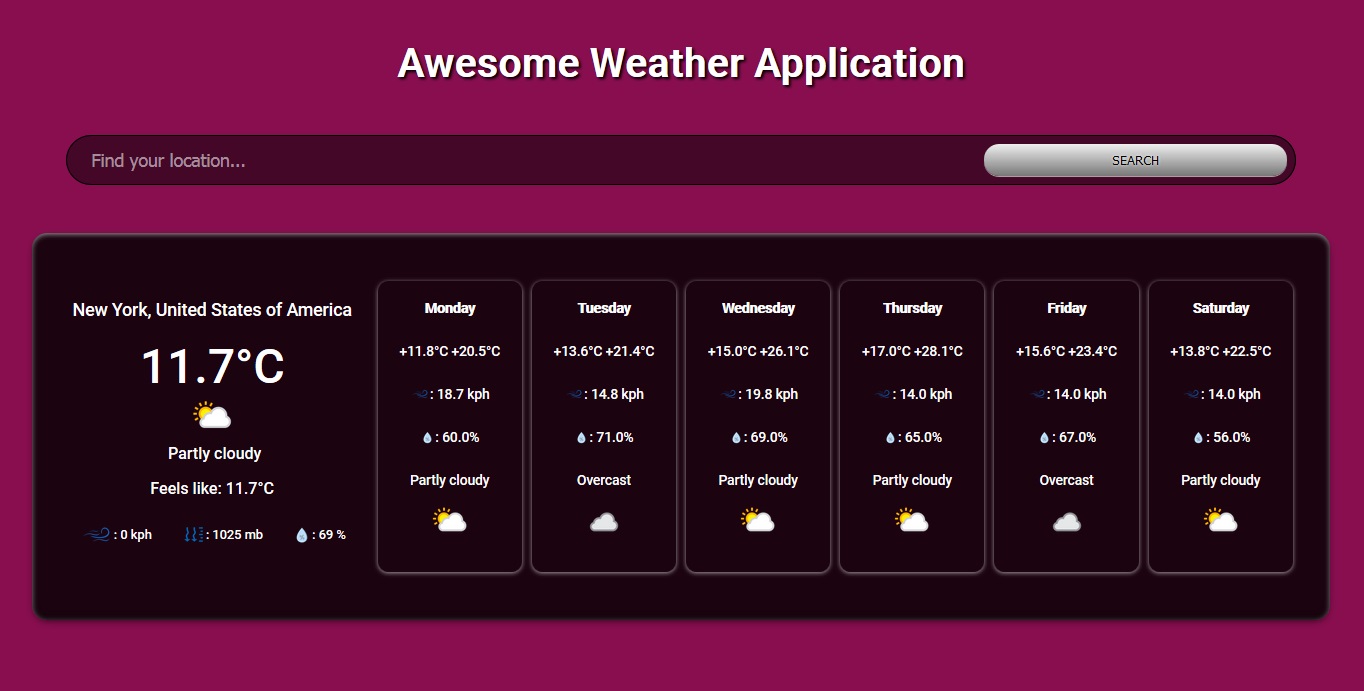 Awesome Weather Application
Find your location...
SEARCH
New York, United States of America
11.7°C
Partly cloudy
Feels like: 11.7°C
: 0 kph
: 1025 mb
: 69 %
Monday
+11.8°C +20.5°C
: 18.7 kph
: 60.0%
Partly cloudy
Tuesday
+13.6°C +21.4°C
: 14.8 kph
: 71.0%
Overcast
Wednesday
+15.0°C +26.1°C
: 19.8 kph
: 69.0%
Partly cloudy
Thursday
+17.0°C +28.1°C
: 14.0 kph
: 65.0%
Partly cloudy
Friday
+15.6°C +23.4°C
: 14.0 kph
: 67.0%
Overcast
Saturday
+13.8°C +22.5°C
: 14.0 kph
: 56.0%
Partly cloudy